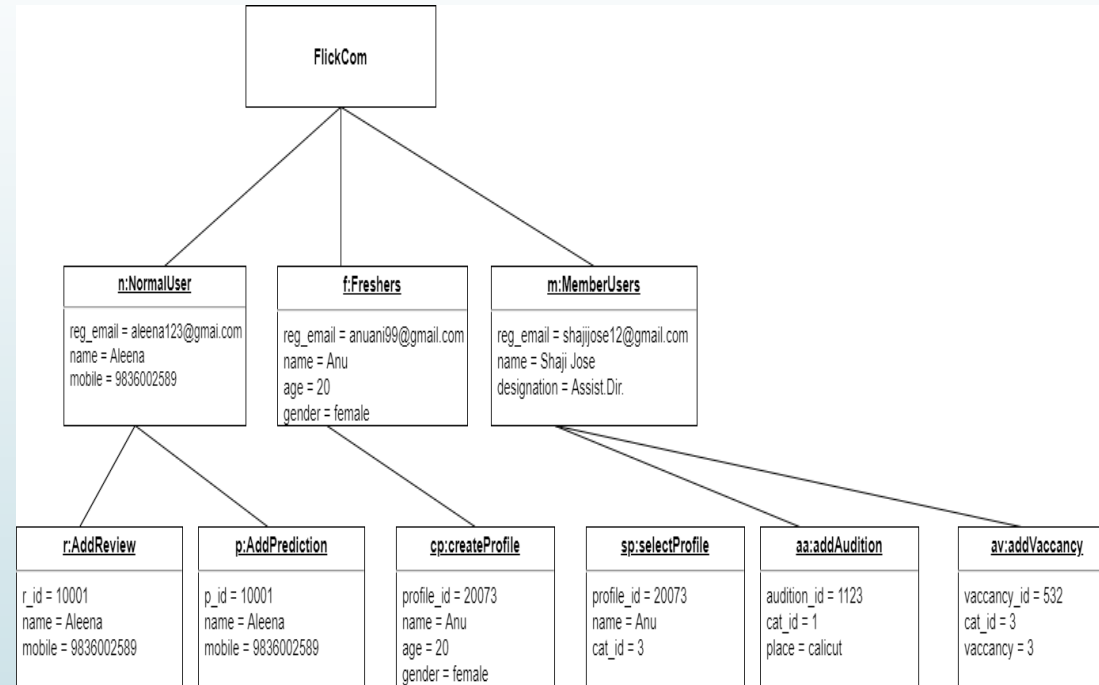 FlickCom
n:NormalUser
reg_email = aleena123@gmai.com
name = Aleena
mobile = 9836002589
f:Freshers
reg_email = anuani99@gmail.com
name = Anu
age = 20
gender = female
m:MemberUsers
reg_email = shajijose12@gmail.com
name = Shaji Jose
designation = Assist.Dir.
r:AddReview
r_id = 10001
name = Aleena
mobile = 9836002589
p:AddPrediction
p_id = 10001
name = Aleena
mobile = 9836002589
cp:createProfile
profile_id = 20073
name = Anu
age = 20
gender = female
sp:selectProfile
profile_id = 20073
name = Anu
cat_id = 3
aa:addAudition
audition_id = 1123
cat_id = 1
place = calicut
av:addVaccancy
vaccancy_id = 532
cat_id = 3
vaccancy = 3